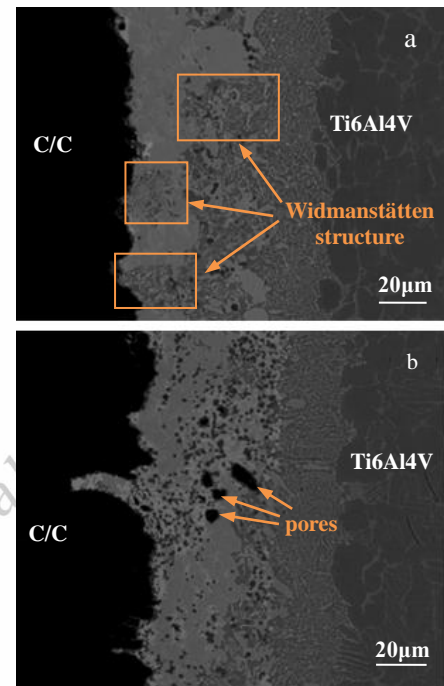 a
Ti6Al4V
C/C
Widmanstätten
structure
20μm
b
Ti6Al4V
pores
C/C
20μm